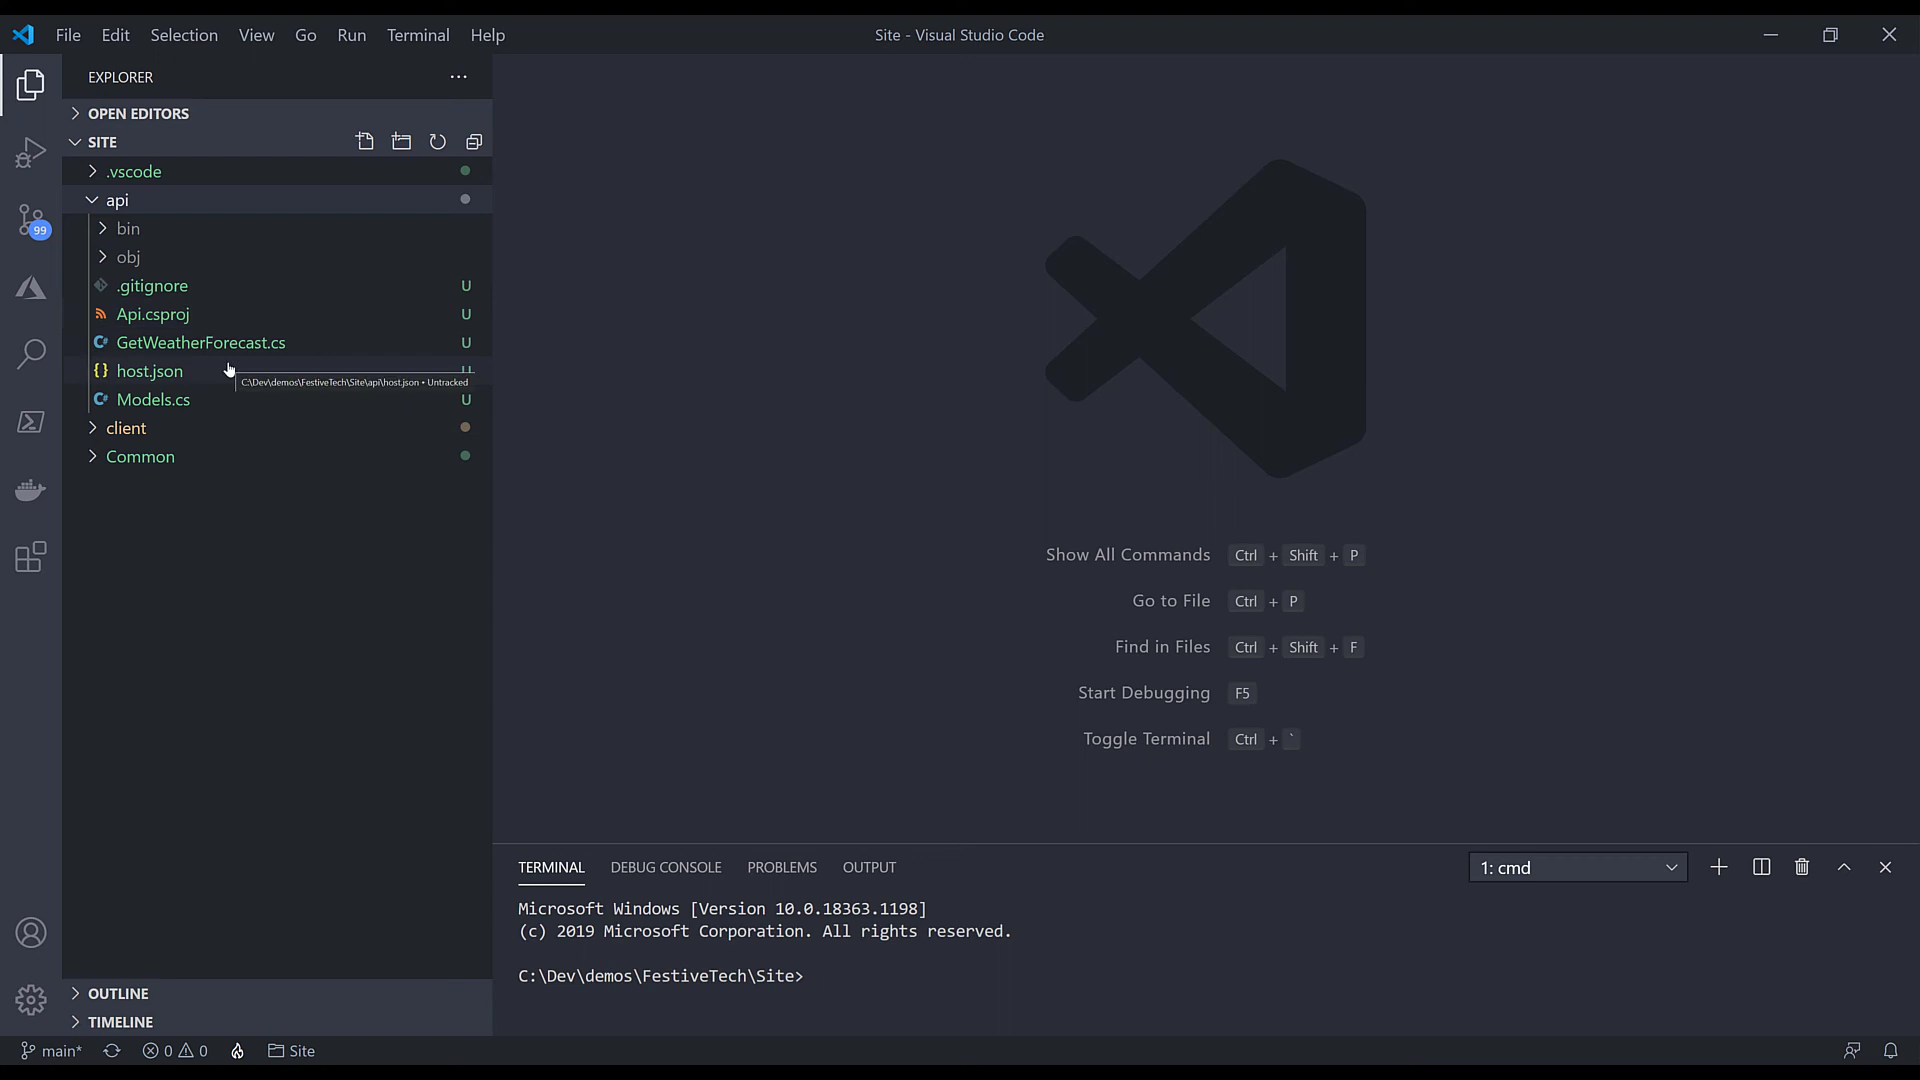 File Edit Selection View Go Run Terminal Help
Site - Visual Studio Code
EXPLORER
OPEN EDITORS
SITE
.vscode
api
bin
obj
.gitignore U
Api.csproj U
GetWeatherForecast.cs U
host.json U
C:\Dev\demos\FestiveTech\Site\api\host.json • Untracked
Models.cs U
client
Common
99
Show All Commands Ctrl + Shift + P
Go to File Ctrl + P
Find in Files Ctrl + Shift + F
Start Debugging F5
Toggle Terminal Ctrl + `
TERMINAL DEBUG CONSOLE PROBLEMS OUTPUT
1: cmd
Microsoft Windows [Version 10.0.18363.1198]
(c) 2019 Microsoft Corporation. All rights reserved.
C:\Dev\demos\FestiveTech\Site>
OUTLINE
TIMELINE
main* 0 0 Site